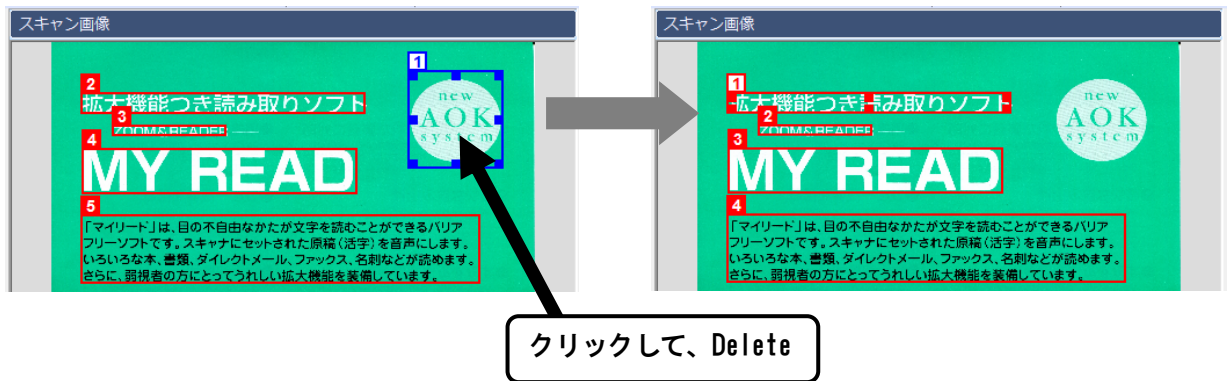 スキャン画像
1
new
AOK
system
2
拡大機能つき読み取りソフト
3
ZOOM&READER
4
MY READ
5
「マイリード」は、目の不自由なかたが文字を読むことができるバリア
フリーソフトです。スキャナにセットされた原稿（活字）を音声にします。
いろいろな本、書類、ダイレクトメール、ファックス、名刺などが読めます。
さらに、弱視者の方にとってうれしい拡大機能を装備しています。
スキャン画像
1
拡大機能つき読み取りソフト
new
AOK
system
2
ZOOM&READER
3
MY READ
4
「マイリード」は、目の不自由なかたが文字を読むことができるバリア
フリーソフトです。スキャナにセットされた原稿（活字）を音声にします。
いろいろな本、書類、ダイレクトメール、ファックス、名刺などが読めます。
さらに、弱視者の方にとってうれしい拡大機能を装備しています。
クリックして、Delete